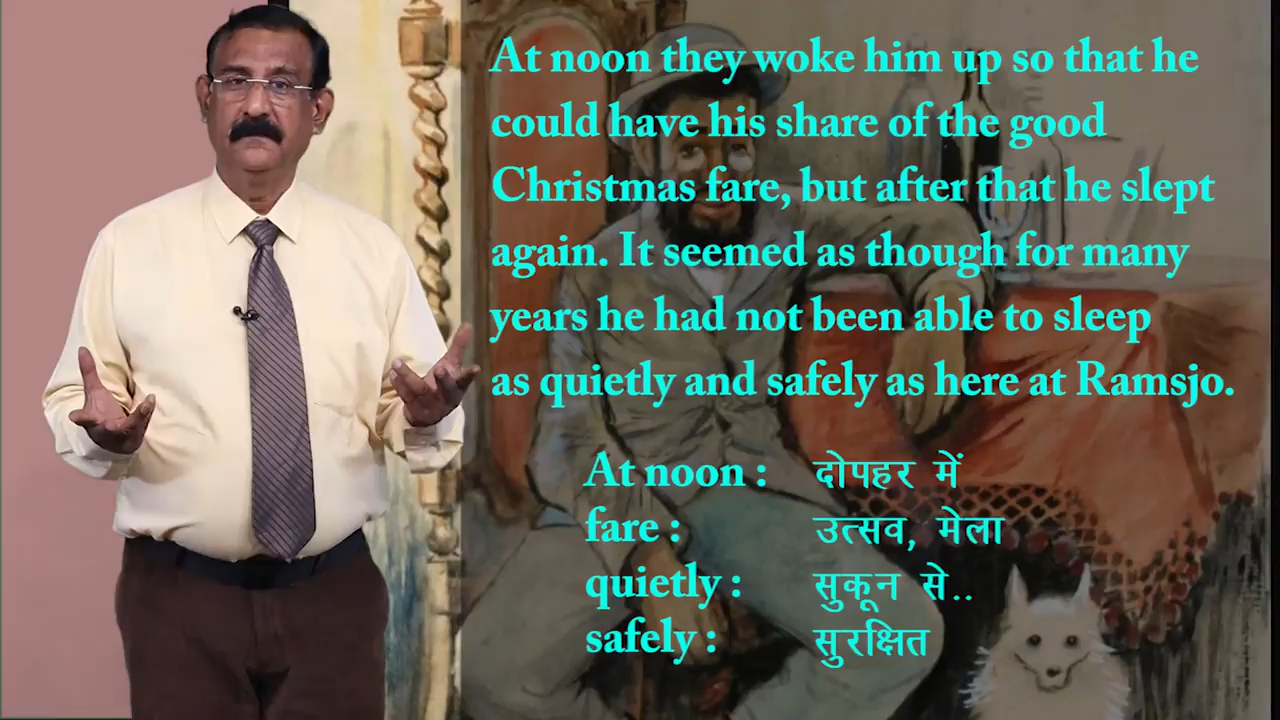 At noon they woke him up so that he
could have his share of the good
Christmas fare, but after that he slept
again. It seemed as though for many
years he had not been able to sleep
as quietly and safely as here at Ramsjo.
At noon : दोपहर में
fare : उत्सव, मेला
quietly : सुकून से..
safely : सुरक्षित